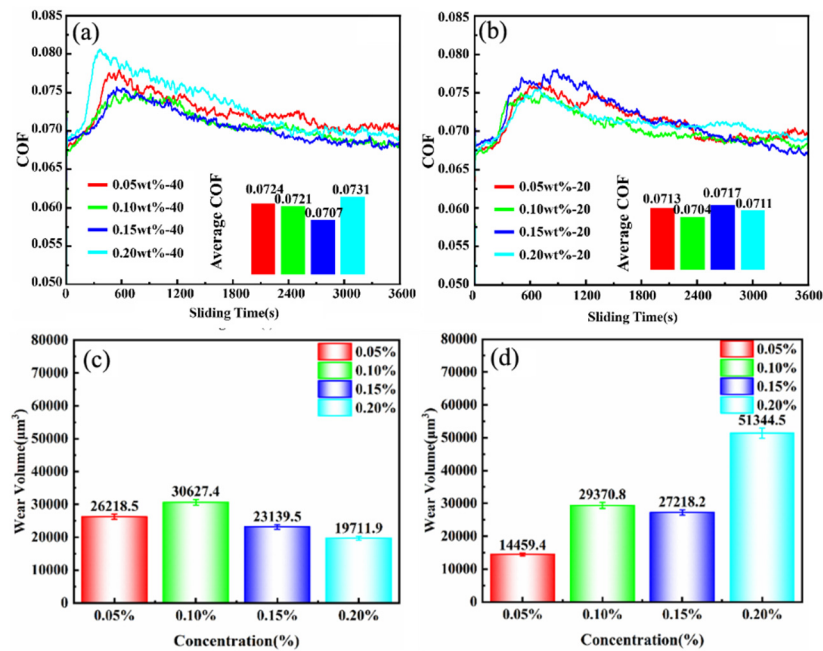 (a)
0.085
0.080
0.075
0.070
0.065
0.060
0.055
0.050
COF
0.05wt%-40
0.10wt%-40
0.15wt%-40
0.20wt%-40
Average COF
0.0724
0.0721
0.0707
0.0731
0 600 1200 1800 2400 3000 3600
Sliding Time(s)
(b)
0.085
0.080
0.075
0.070
0.065
0.060
0.055
0.050
COF
0.05wt%-20
0.10wt%-20
0.15wt%-20
0.20wt%-20
Average COF
0.0713
0.0704
0.0717
0.0711
0 600 1200 1800 2400 3000 3600
Sliding Time(s)
(c)
80000
70000
60000
50000
40000
30000
20000
10000
0
Wear Volume(μm³)
0.05%
0.10%
0.15%
0.20%
26218.5
30627.4
23139.5
19711.9
0.05% 0.10% 0.15% 0.20%
Concentration(%)
(d)
80000
70000
60000
50000
40000
30000
20000
10000
0
Wear Volume(μm³)
0.05%
0.10%
0.15%
0.20%
14459.4
29370.8
27218.2
51344.5
0.05% 0.10% 0.15% 0.20%
Concentration(%)